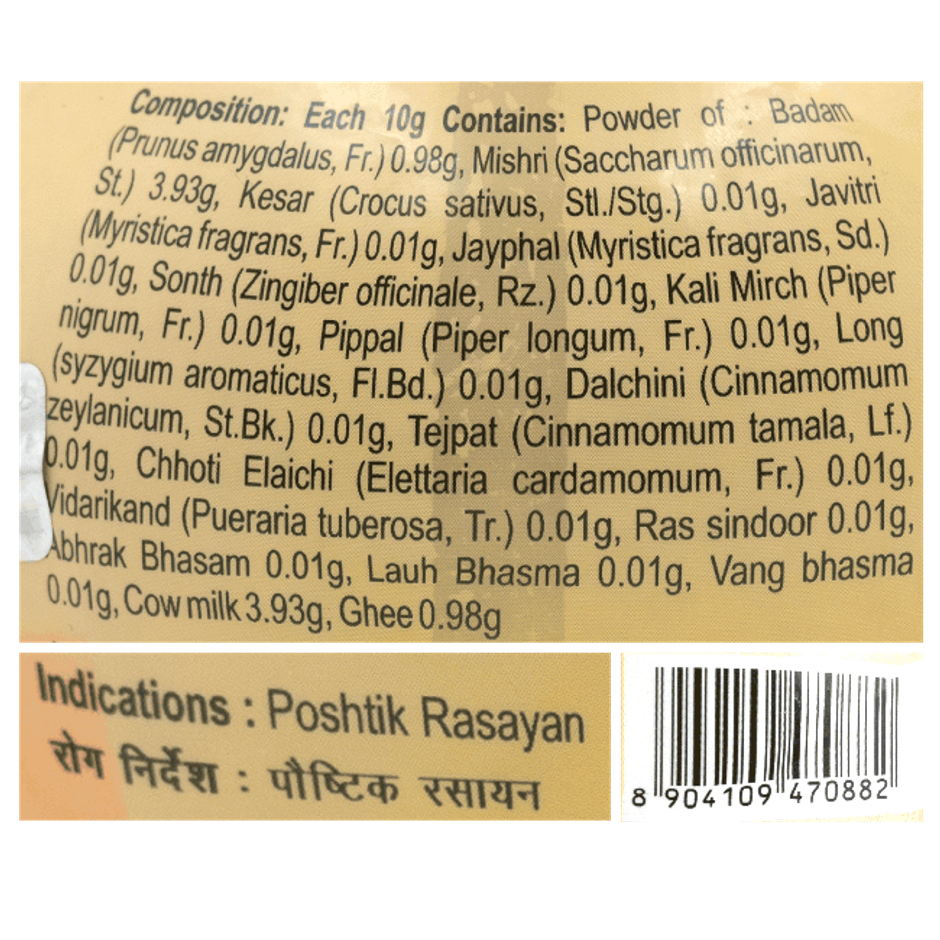 Composition: Each 10g Contains: Powder of : Badam
(Prunus amygdalus, Fr.) 0.98g, Mishri (Saccharum officinarum,
St.) 3.93g, Kesar (Crocus sativus, Stl./Stg.) 0.01g, Javitri
(Myristica fragrans, Fr.) 0.01g, Jayphal (Myristica fragrans, Sd.)
0.01g, Sonth (Zingiber officinale, Rz.) 0.01g, Kali Mirch (Piper
nigrum, Fr.) 0.01g, Pippal (Piper longum, Fr.) 0.01g, Long
(syzygium aromaticus, Fl.Bd.) 0.01g, Dalchini (Cinnamomum
zeylanicum, St.Bk.) 0.01g, Tejpat (Cinnamomum tamala, Lf.)
0.01g, Chhoti Elaichi (Elettaria cardamomum, Fr.) 0.01g,
Vidarikand (Pueraria tuberosa, Tr.) 0.01g, Ras sindoor 0.01g,
Abhrak Bhasam 0.01g, Lauh Bhasma 0.01g, Vang bhasma
0.01g, Cow milk 3.93g, Ghee 0.98g
Indications : Poshtik Rasayan
रोग निर्देश : पौष्टिक रसायन
8 904109 470882